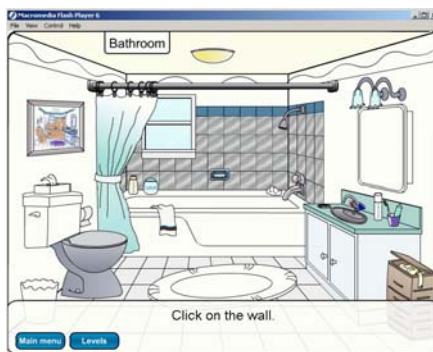 Macromedia Flash Player 6
File View Control Help
Bathroom
Click on the wall.
Main menu Levels